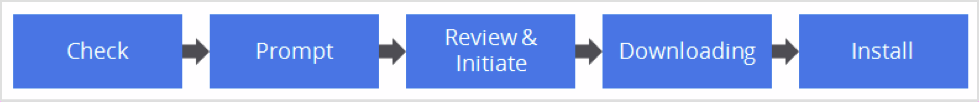 Check
Prompt
Review &
Initiate
Downloading
Install